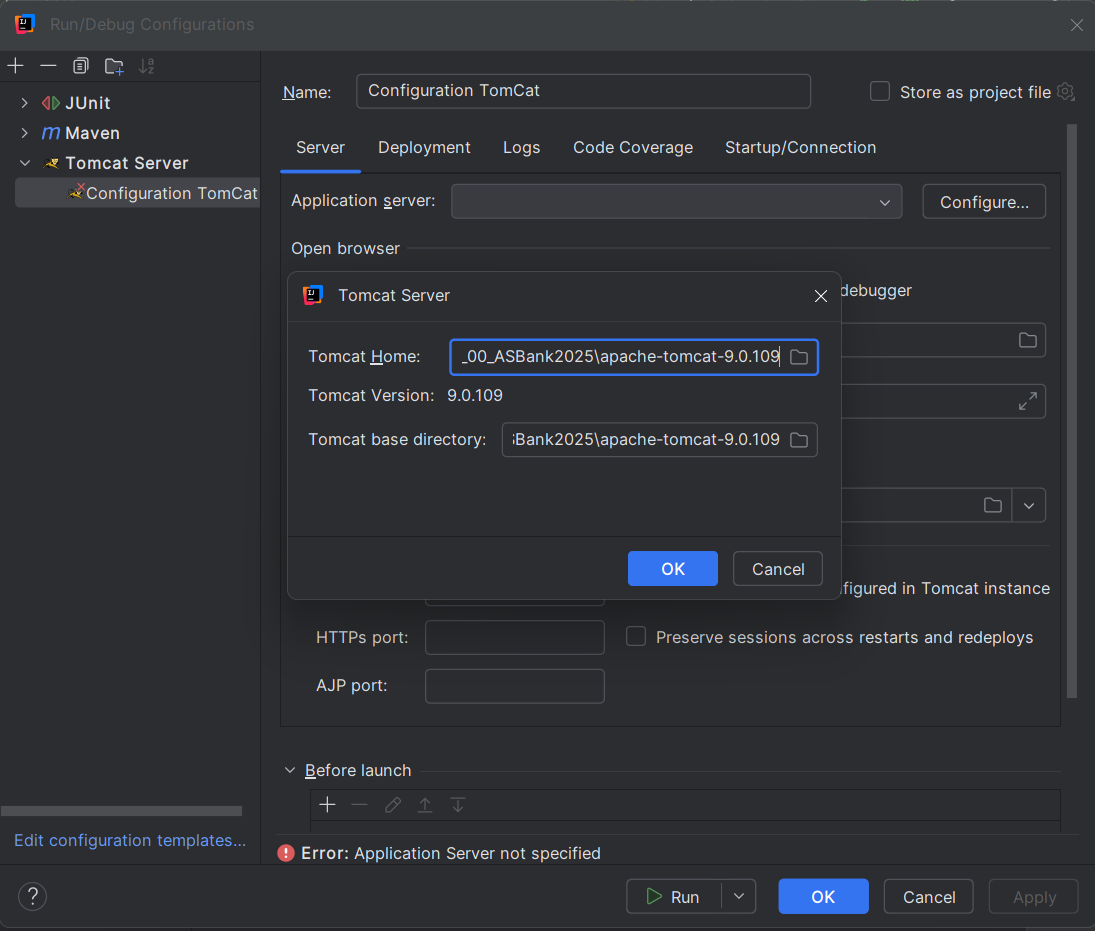 Run/Debug Configurations
Name: Configuration TomCat Store as project file
JUnit
Maven
Tomcat Server
Configuration TomCat
Server Deployment Logs Code Coverage Startup/Connection
Application server: Configure...
Open browser
debugger
Tomcat Server
Tomcat Home: _00_ASBank2025\apache-tomcat-9.0.109
Tomcat Version: 9.0.109
Tomcat base directory: Bank2025\apache-tomcat-9.0.109
OK Cancel
figured in Tomcat instance
HTTPs port: Preserve sessions across restarts and redeploys
AJP port:
Before launch
Edit configuration templates...
Error: Application Server not specified
? Run OK Cancel Apply